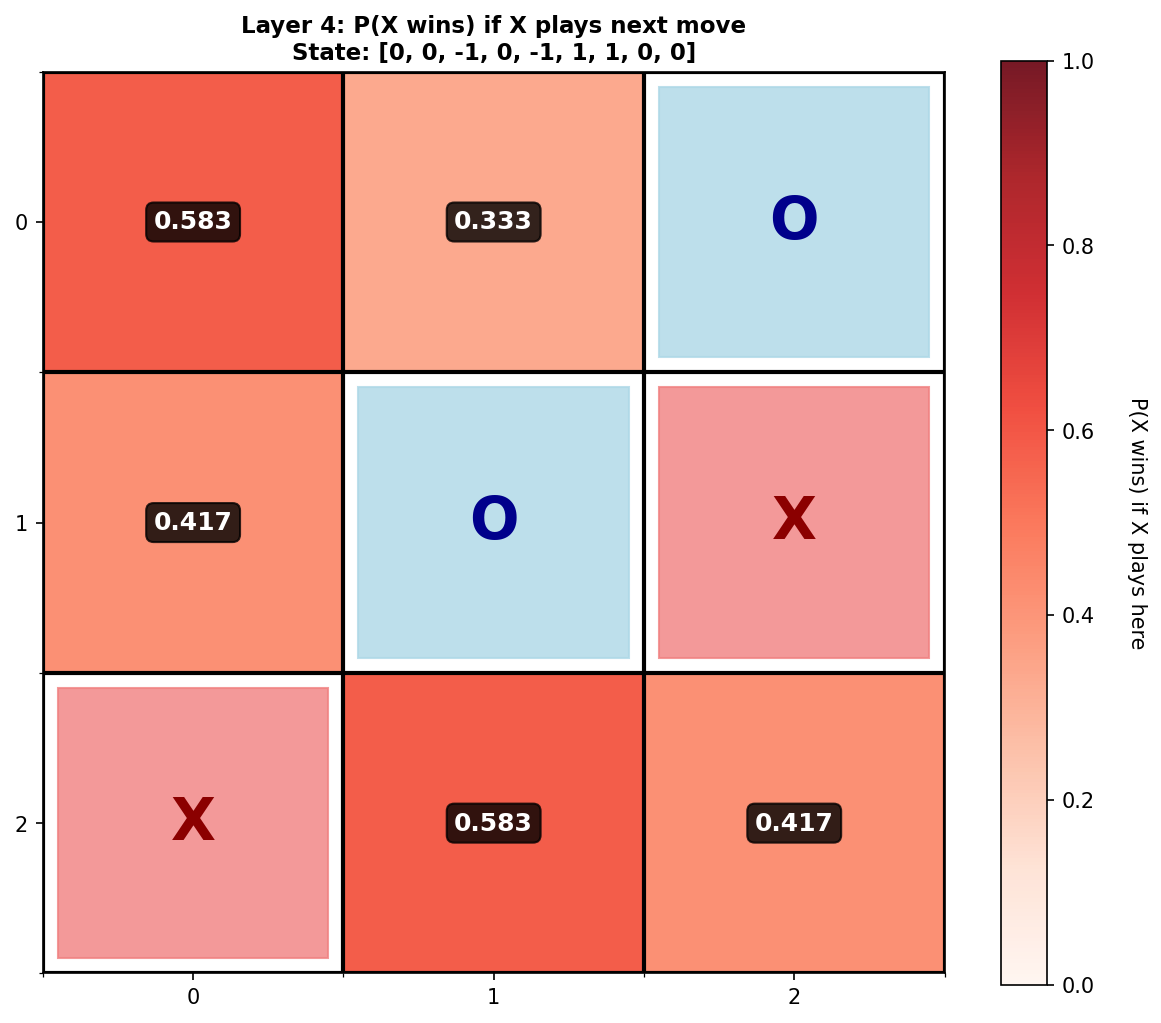 Layer 4: P(X wins) if X plays next move
State: [0, 0, -1, 0, -1, 1, 1, 0, 0]
0
0.583
0.333
O
1
0.417
O
X
2
X
0.583
0.417
0
1
2
1.0
0.8
0.6
0.4
0.2
0.0
P(X wins) if X plays here